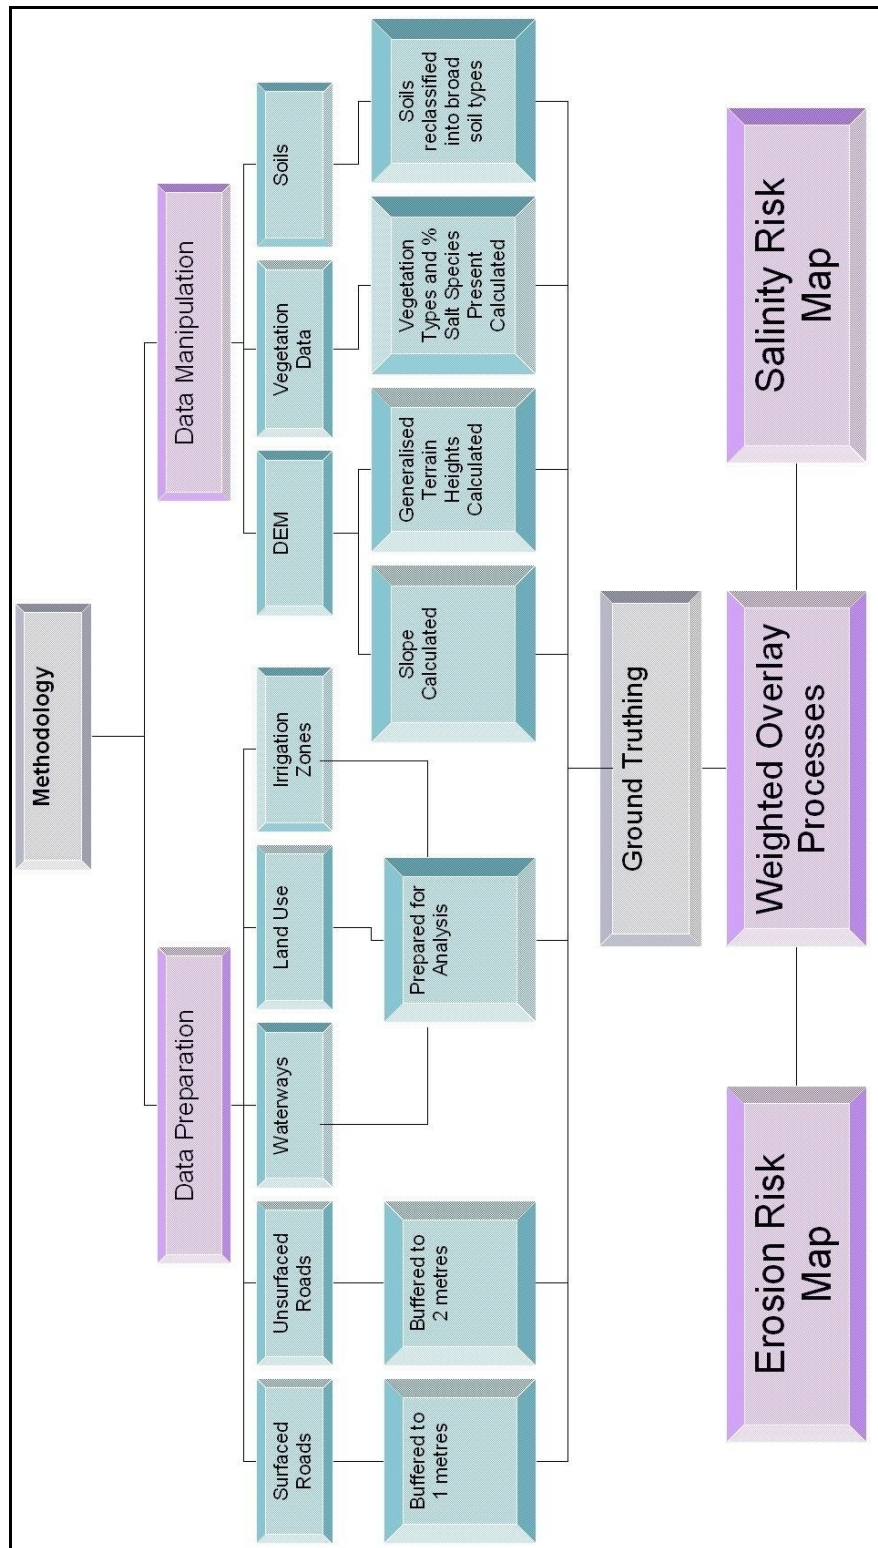 Methodology
Data Preparation
Data Manipulation
Surfaced
Roads
Unsurfaced
Roads
Waterways
Land Use
Irrigation
Zones
DEM
Vegetation
Data
Soils
Buffered to
1 metres
Buffered to
2 metres
Prepared for
Analysis
Slope
Calculated
Generalised
Terrain
Heights
Calculated
Vegetation
Types and %
Salt Species
Present
Calculated
Soils
reclassified
into broad
soil types
Ground Truthing
Erosion Risk
Map
Weighted Overlay
Processes
Salinity Risk
Map